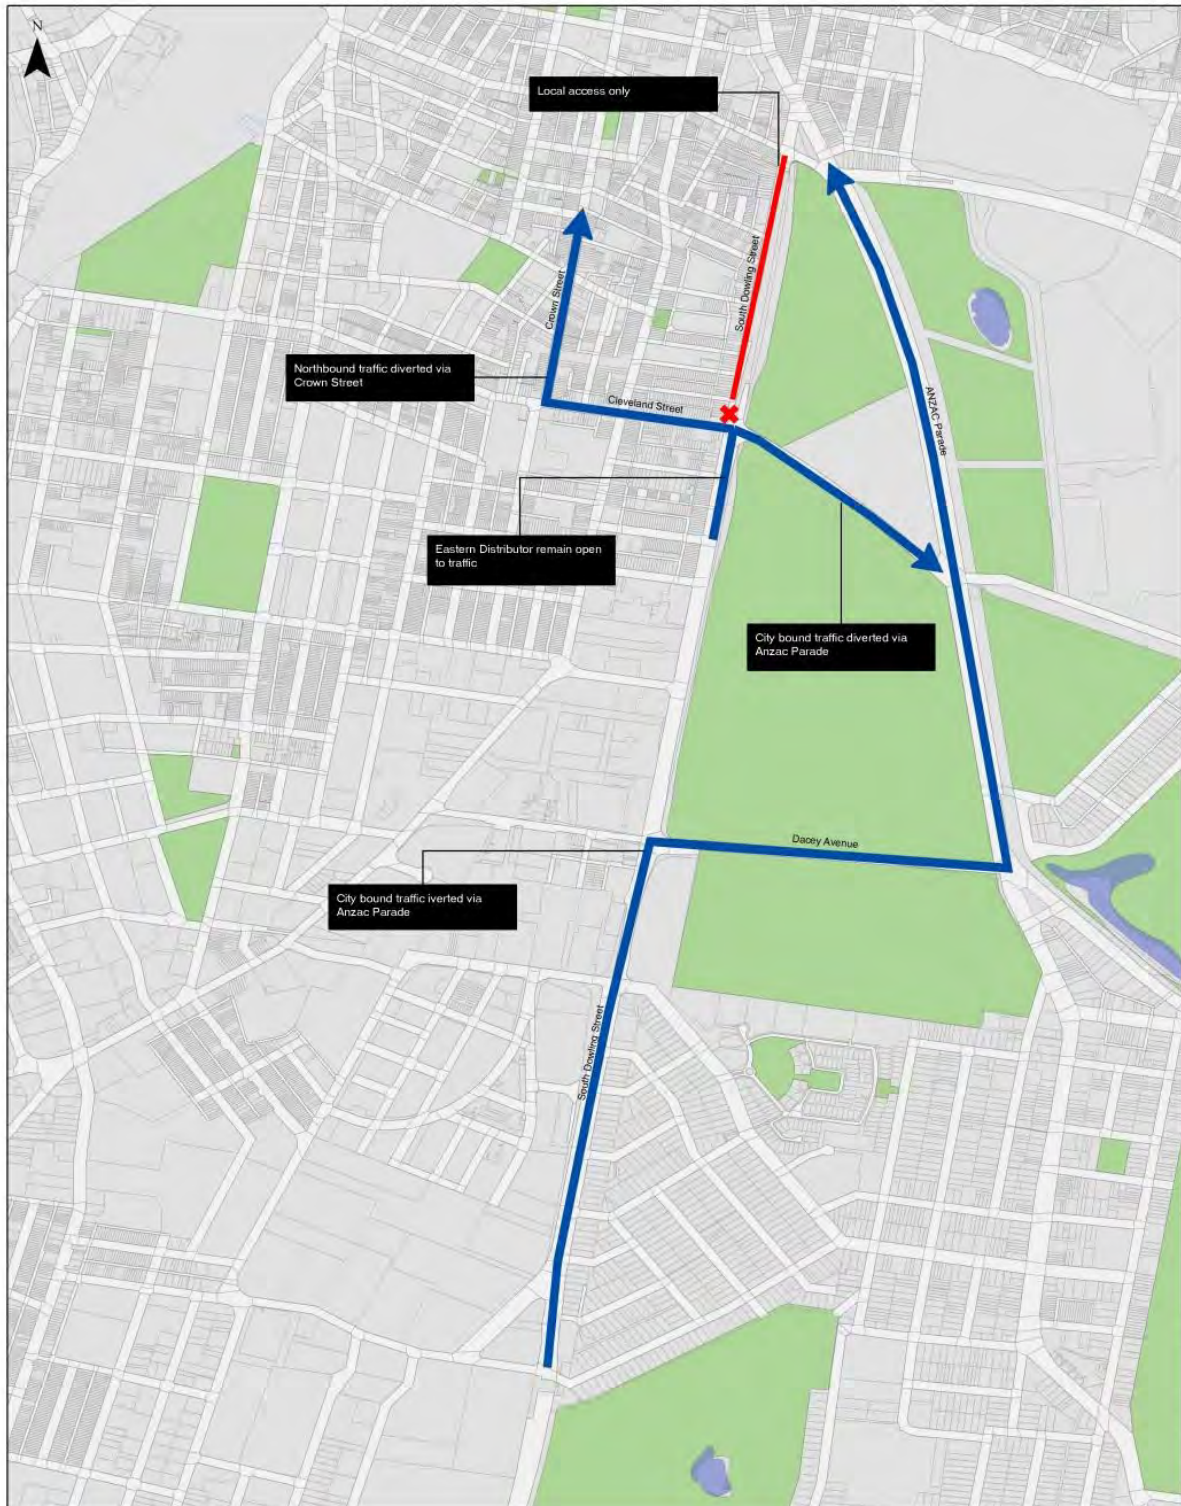 N
Local access only
South Dowling Street
Crown Street
Northbound traffic diverted via
Crown Street
Cleveland Street
ANZAC Parade
Eastern Distributor remain open
to traffic
City bound traffic diverted via
Anzac Parade
Dacey Avenue
City bound traffic iverted via
Anzac Parade
South Dowling Street